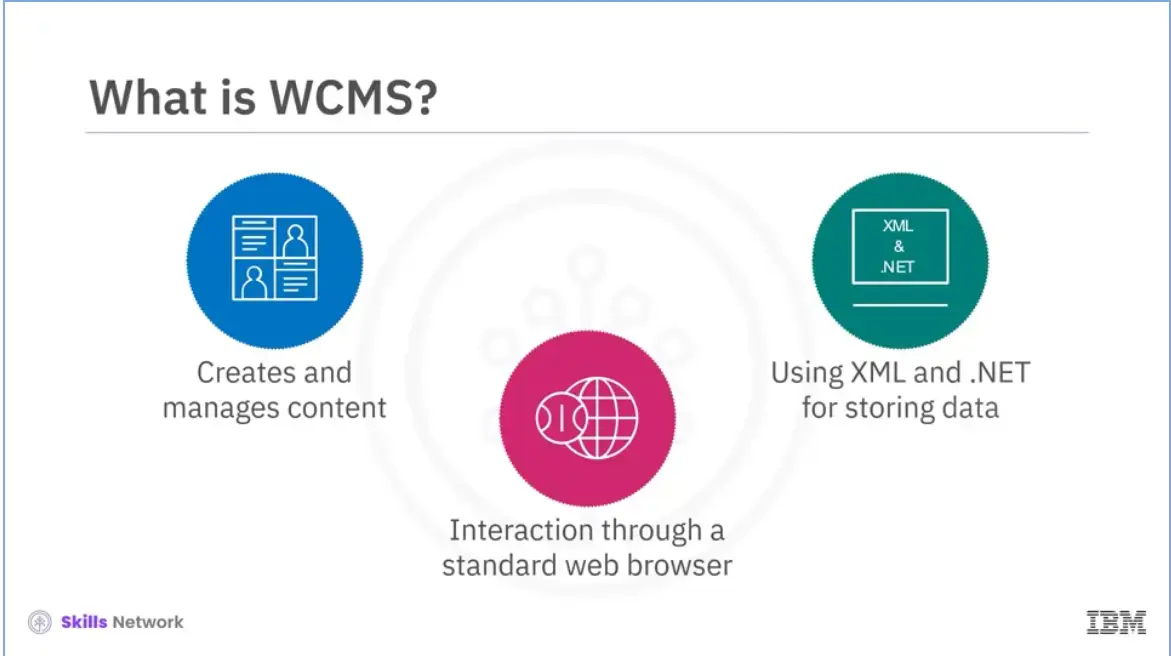 What is WCMS?
XML
&
.NET
Creates and
manages content
Using XML and .NET
for storing data
Interaction through a
standard web browser
Skills Network
IBM